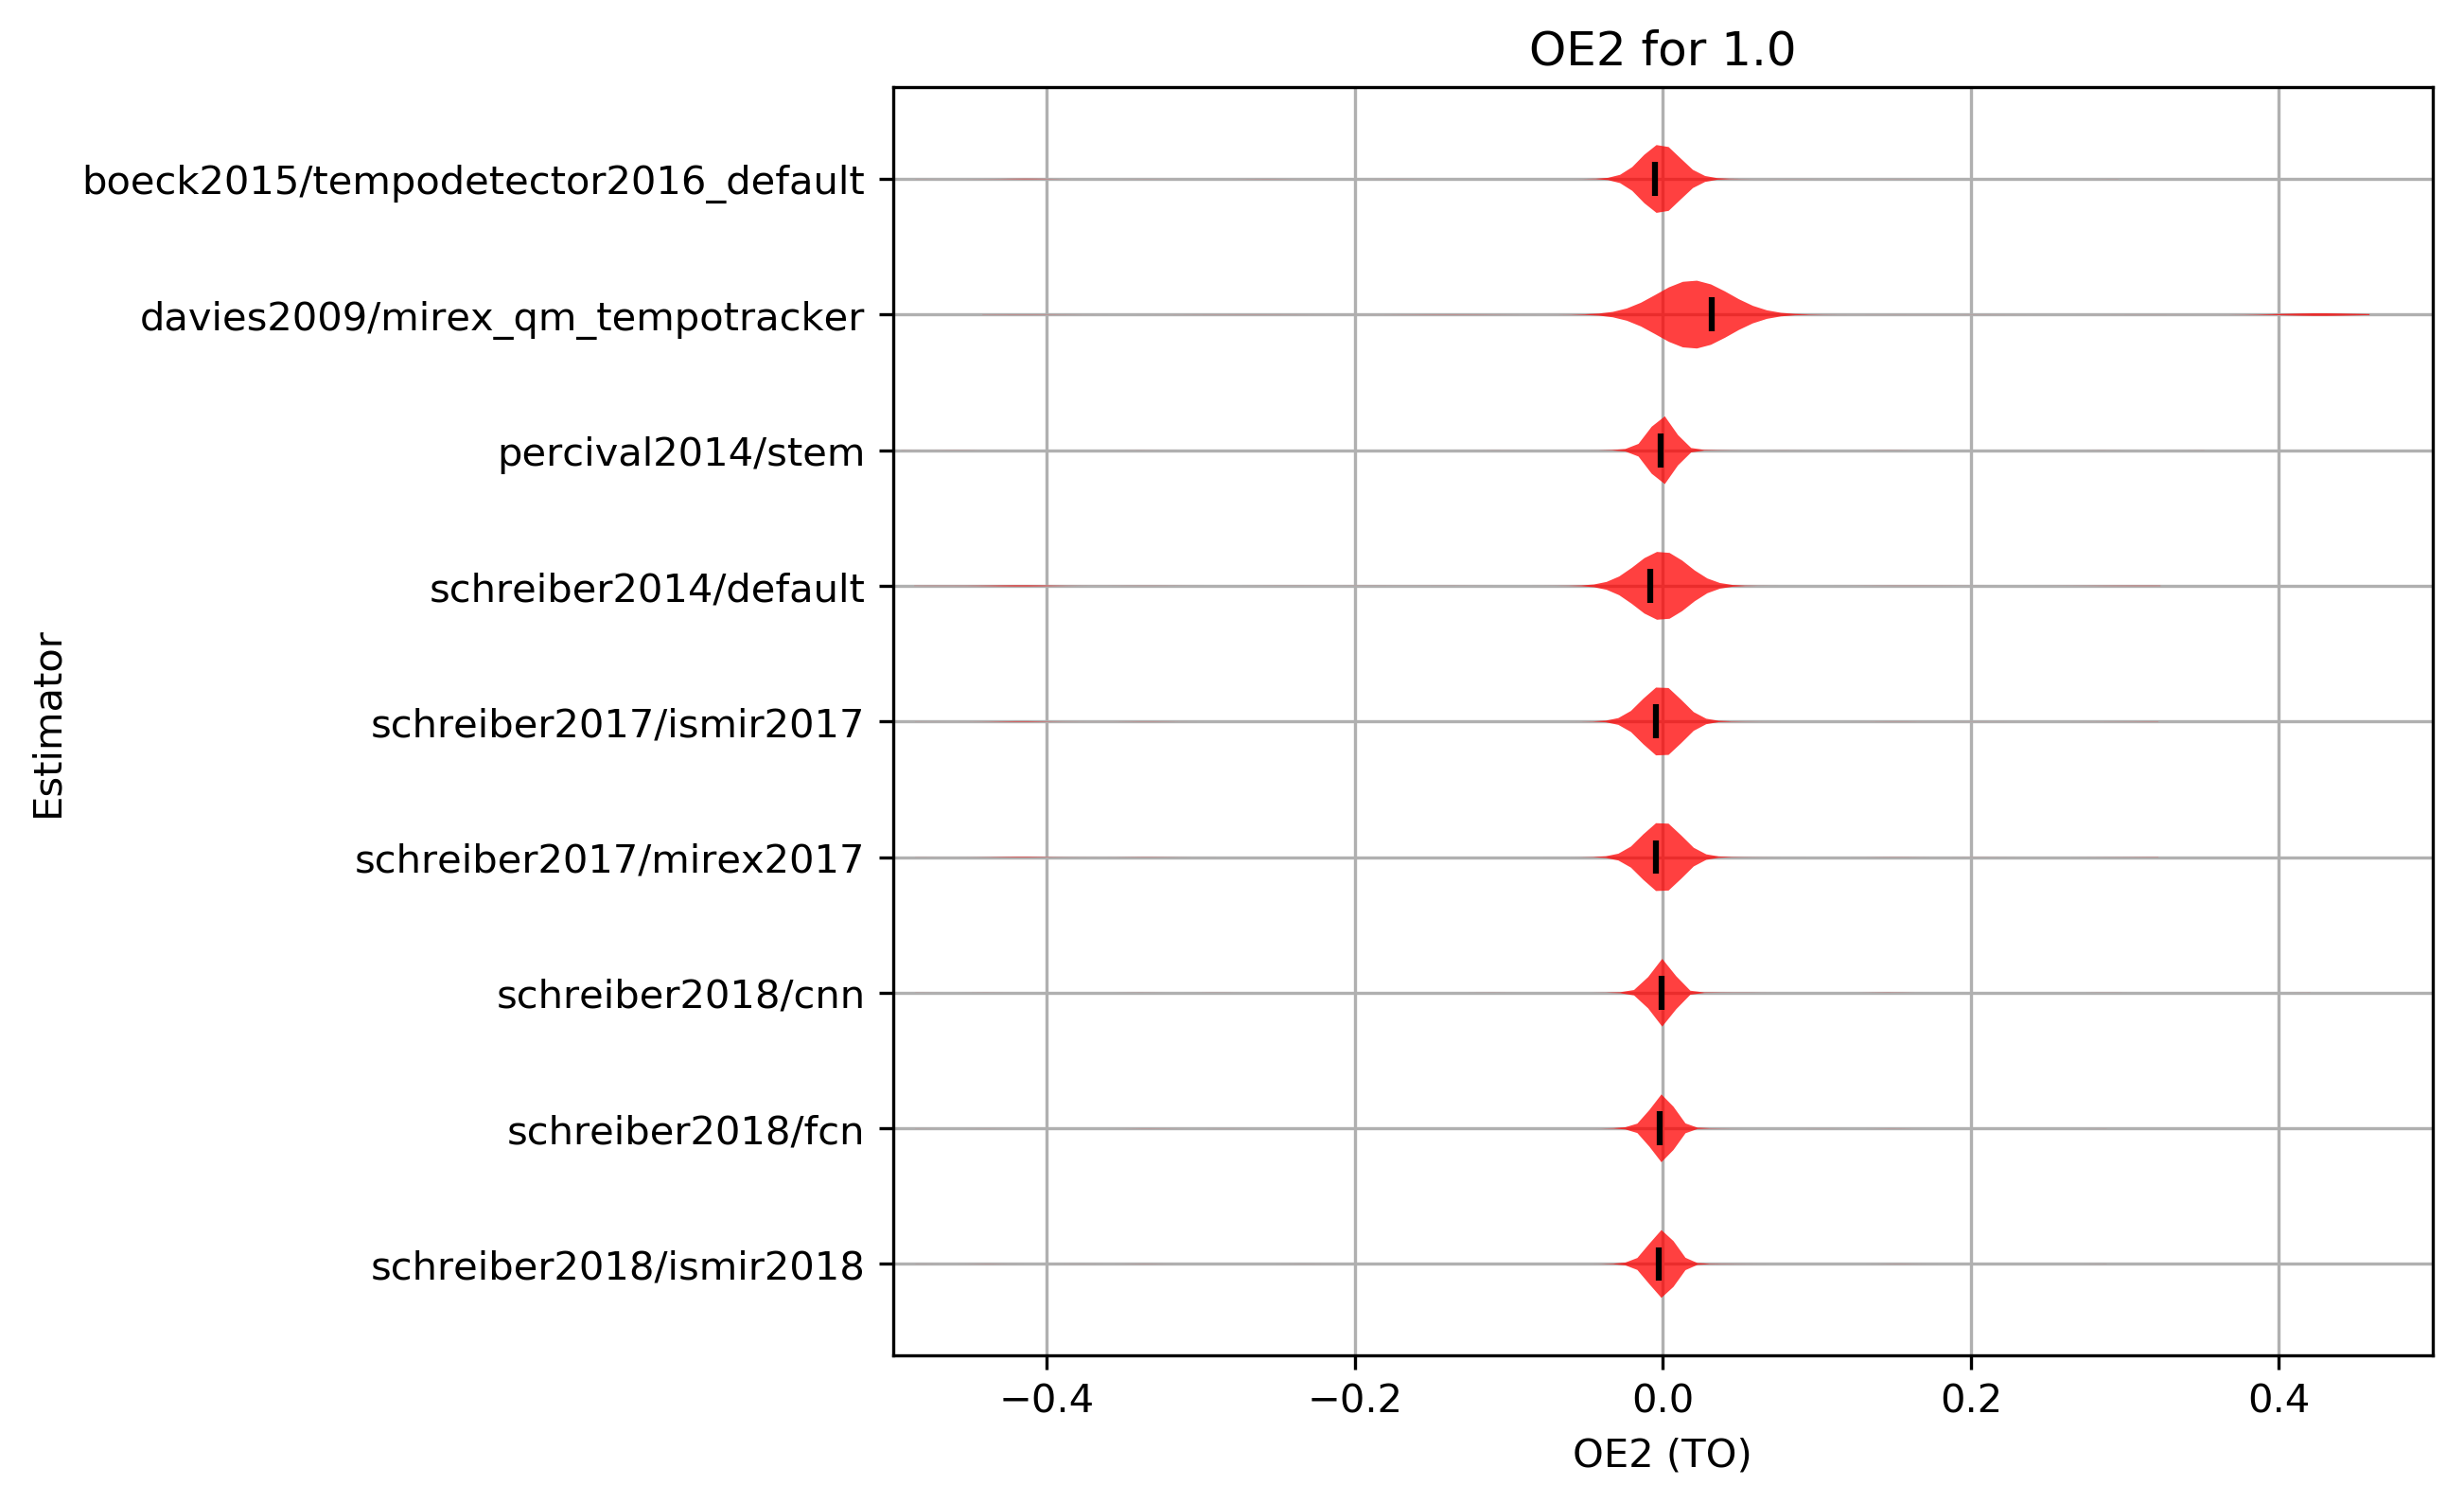 OE2 for 1.0
boeck2015/tempodetector2016_default
davies2009/mirex_qm_tempotracker
percival2014/stem
schreiber2014/default
schreiber2017/ismir2017
schreiber2017/mirex2017
schreiber2018/cnn
schreiber2018/fcn
schreiber2018/ismir2018
Estimator
−0.4 −0.2 0.0 0.2 0.4
OE2 (TO)